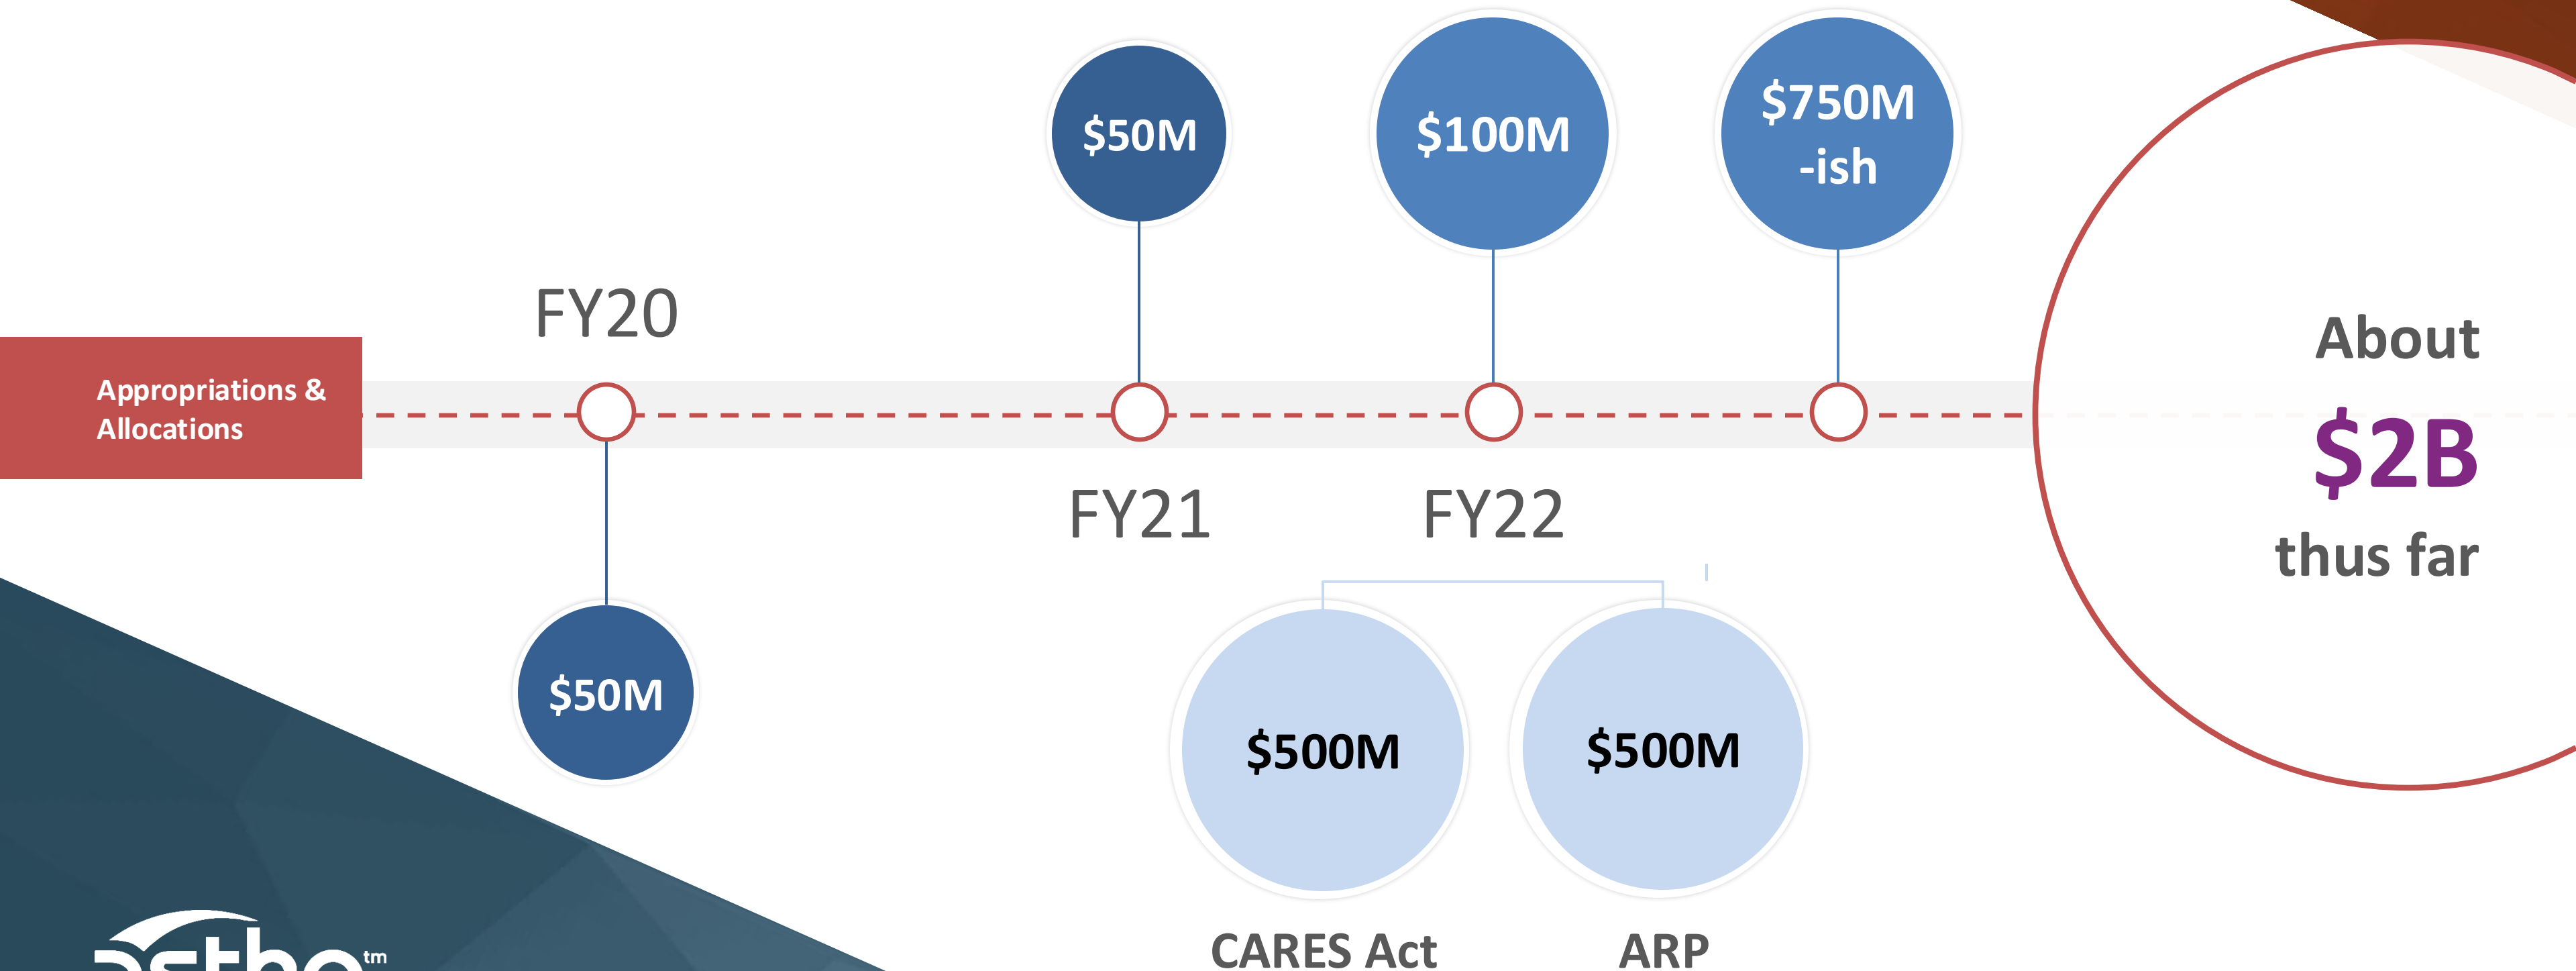 Appropriations &
Allocations
FY20
$50M
$50M
FY21
$100M
FY22
$750M
-ish
$500M
CARES Act
$500M
ARP
About
$2B
thus far
astho™